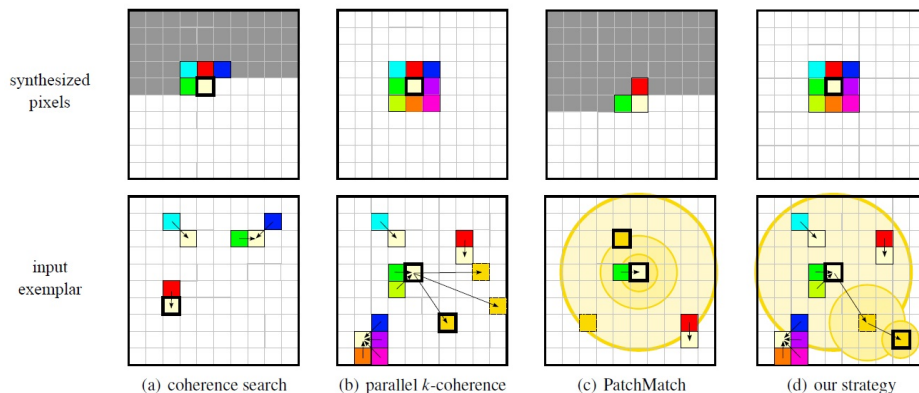 synthesized
pixels
input
exemplar
(a) coherence search
(b) parallel k-coherence
(c) PatchMatch
(d) our strategy